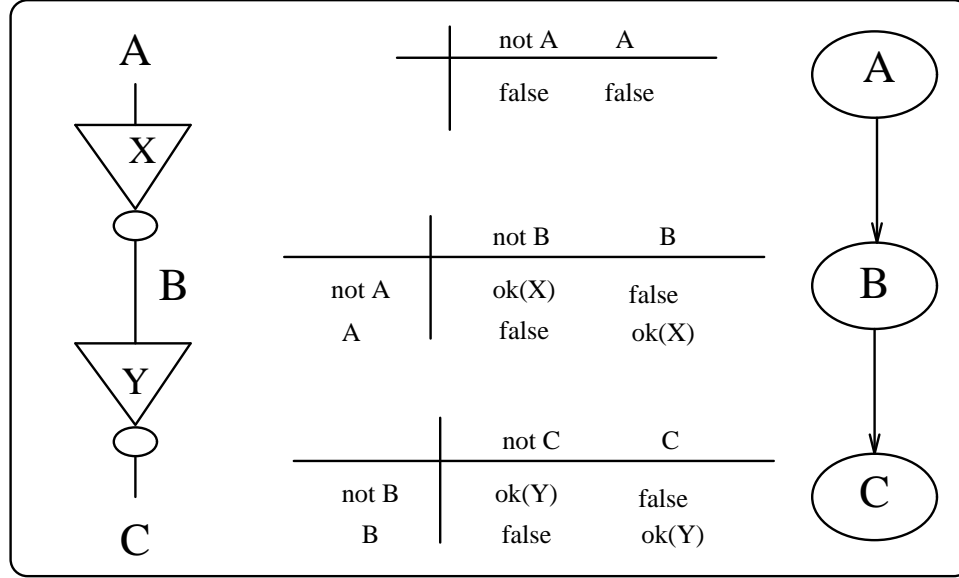 A
X
B
Y
C
not A A
false false
not B B
not A ok(X) false
A false ok(X)
not C C
not B ok(Y) false
B false ok(Y)
A
B
C